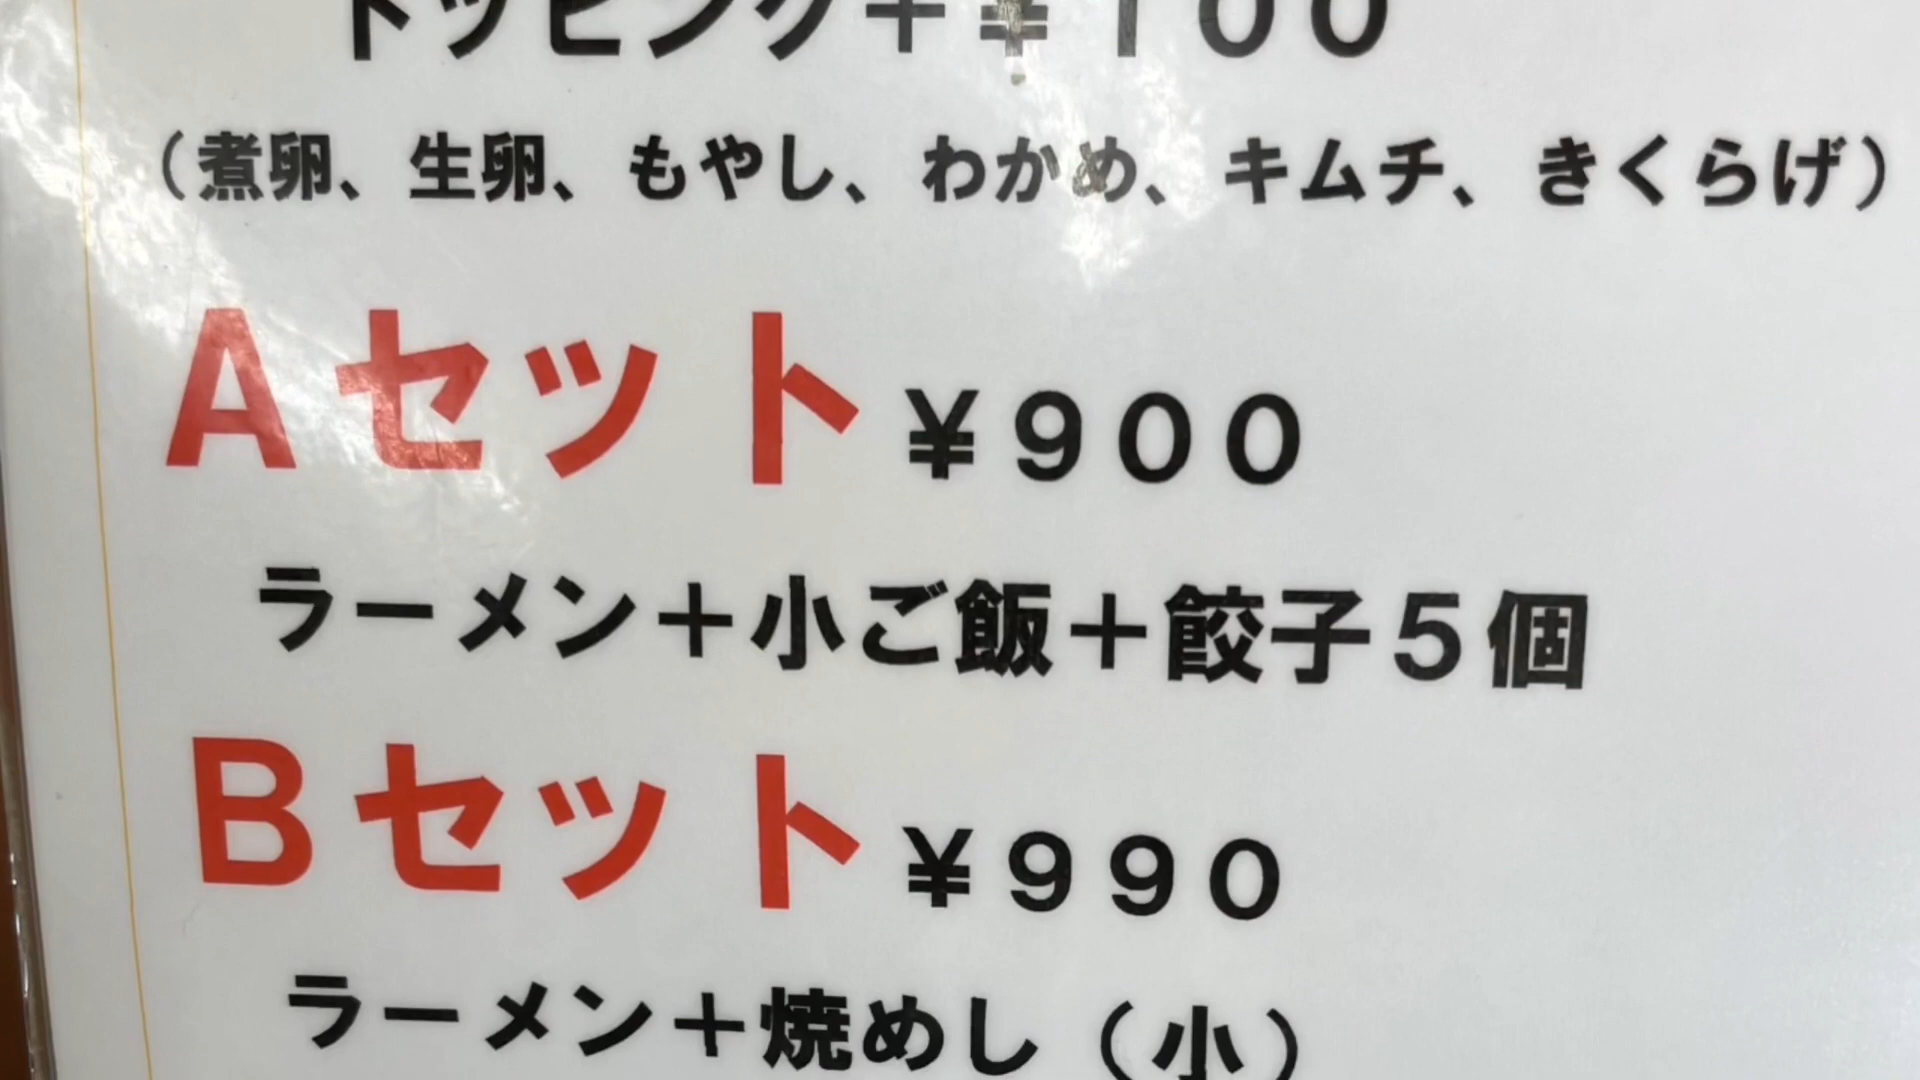 トッピング＋￥１００
（煮卵、生卵、もやし、わかめ、キムチ、きくらげ）
Aセット￥９００
ラーメン＋小ご飯＋餃子５個
Bセット￥９９０
ラーメン＋焼めし（小）